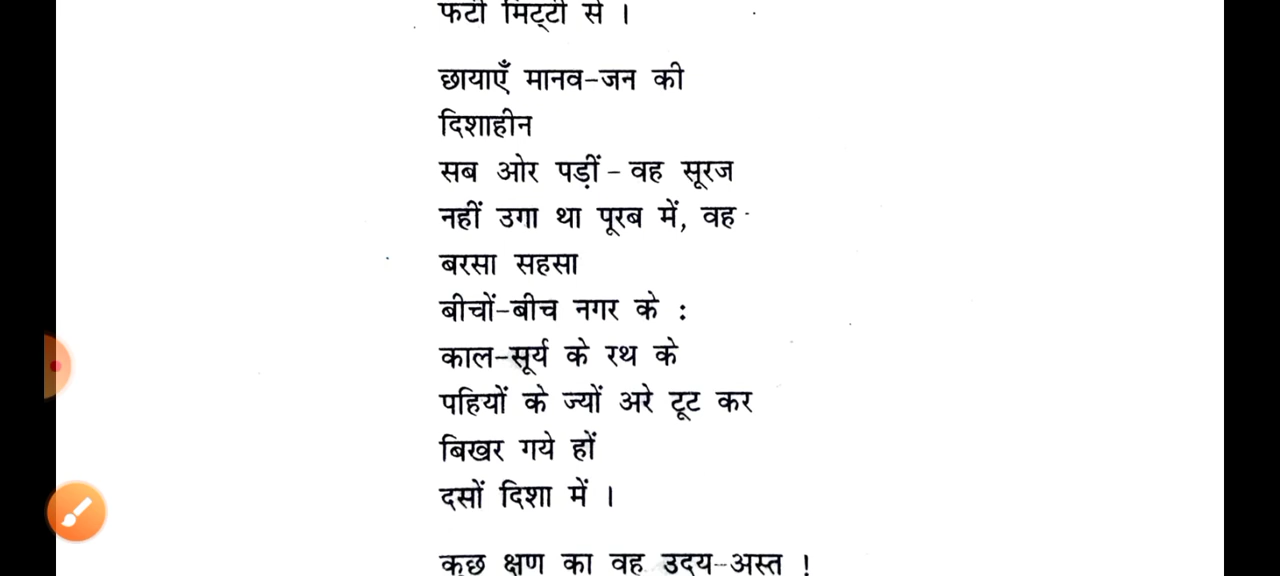 फटी मिट्टी से ।
छायाएँ मानव-जन की
दिशाहीन
सब ओर पड़ीं - वह सूरज
नहीं उगा था पूरब में, वह
बरसा सहसा
बीचों-बीच नगर के :
काल-सूर्य के रथ के
पहियों के ज्यों अरे टूट कर
बिखर गये हों
दसों दिशा में ।
कुछ क्षण का वह उदय-अस्त !